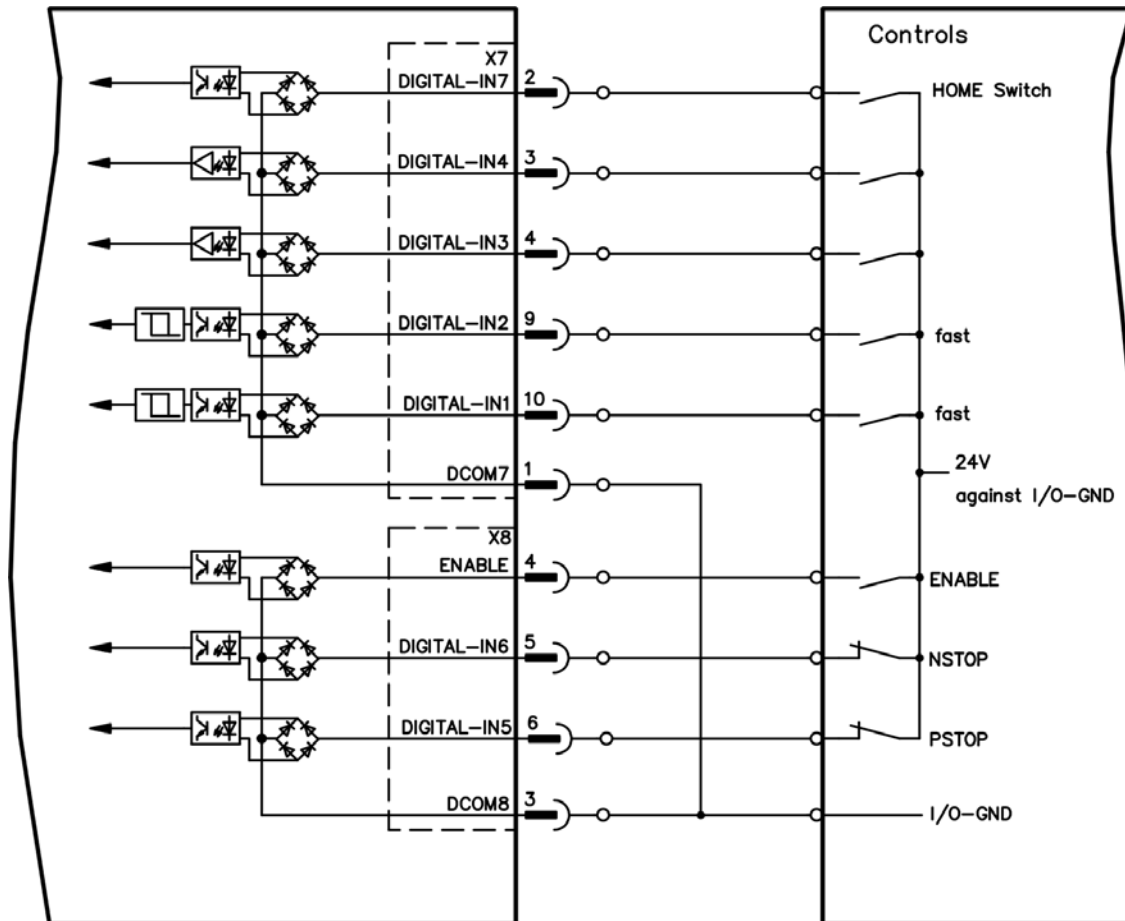 Controls
X7
DIGITAL-IN7 2 HOME Switch
DIGITAL-IN4 3
DIGITAL-IN3 4
DIGITAL-IN2 9 fast
DIGITAL-IN1 10 fast
24V
DCOM7 1
against I/O-GND
X8
ENABLE 4 ENABLE
DIGITAL-IN6 5 NSTOP
DIGITAL-IN5 6 PSTOP
DCOM8 3 I/O-GND